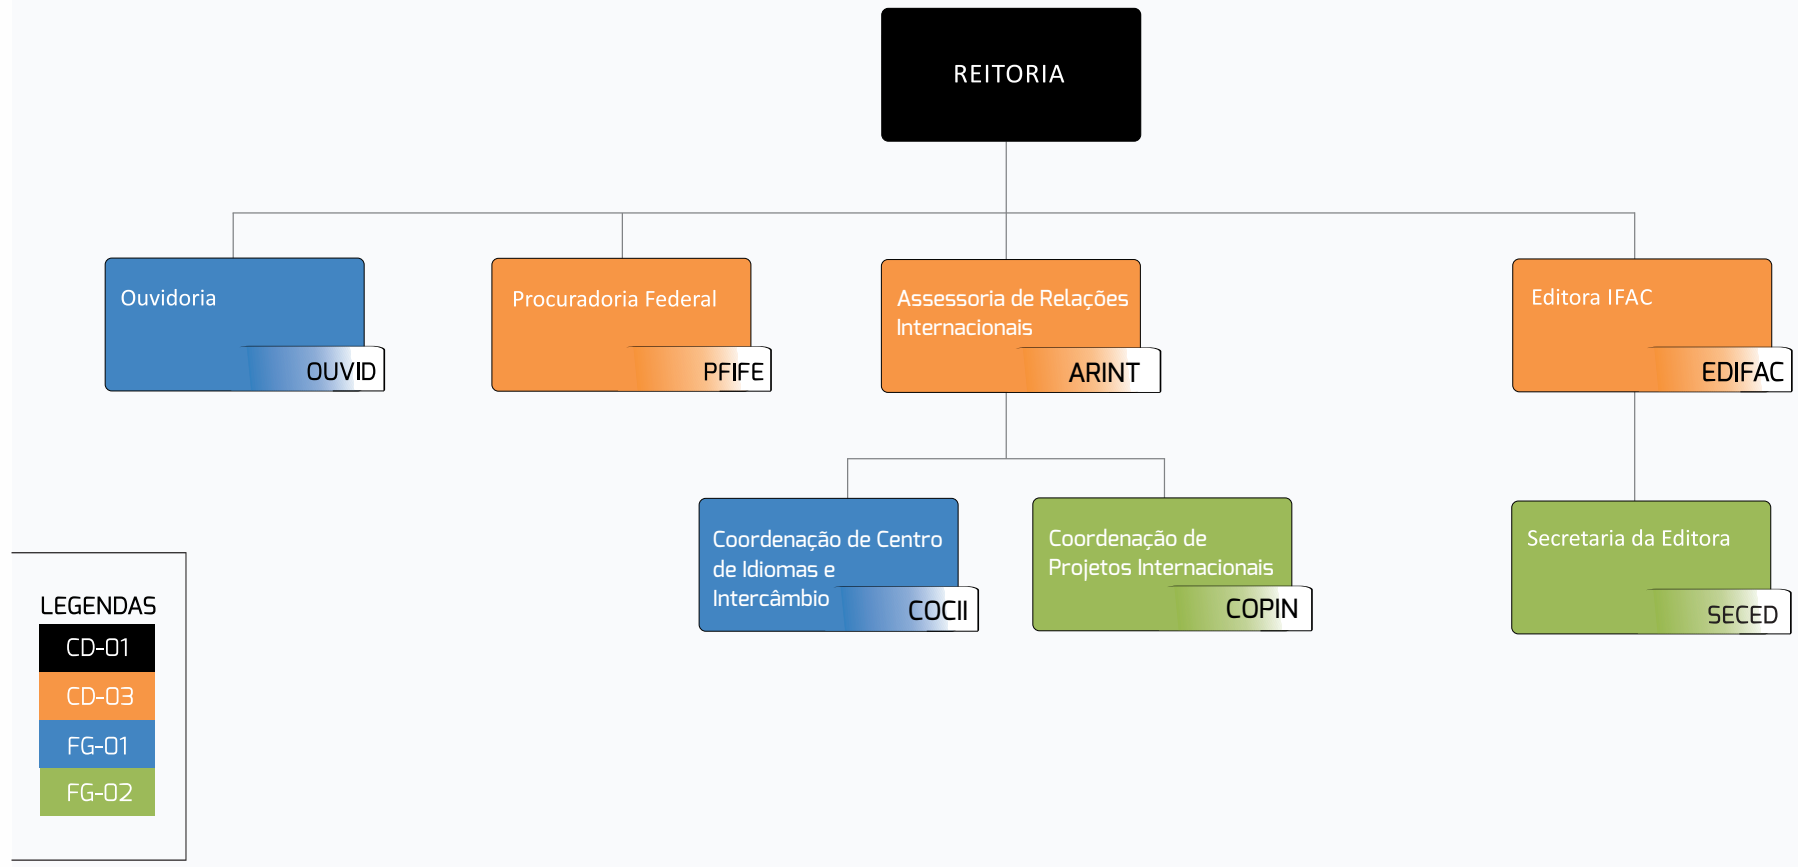 REITORIA
Ouvidoria
OUVID
Procuradoria Federal
PFIFE
Assessoria de Relações
Internacionais
ARINT
Editora IFAC
EDIFAC
Coordenação de Centro
de Idiomas e
Intercâmbio
COCII
Coordenação de
Projetos Internacionais
COPIN
Secretaria da Editora
SECED
LEGENDAS
CD-01
CD-03
FG-01
FG-02